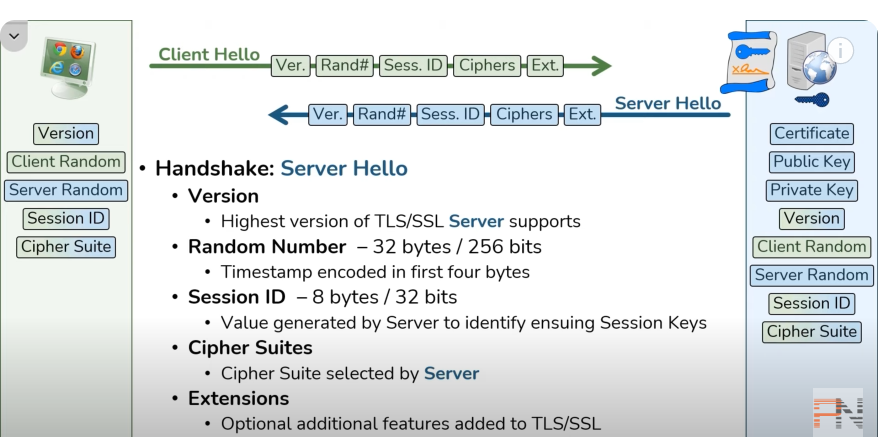 Client Hello
Ver. Rand# Sess. ID Ciphers Ext.
Server Hello
Ver. Rand# Sess. ID Ciphers Ext.
Version
Client Random
Server Random
Session ID
Cipher Suite
• Handshake: Server Hello
• Version
• Highest version of TLS/SSL Server supports
• Random Number – 32 bytes / 256 bits
• Timestamp encoded in first four bytes
• Session ID – 8 bytes / 32 bits
• Value generated by Server to identify ensuing Session Keys
• Cipher Suites
• Cipher Suite selected by Server
• Extensions
• Optional additional features added to TLS/SSL
Certificate
Public Key
Private Key
Version
Client Random
Server Random
Session ID
Cipher Suite
i
PN